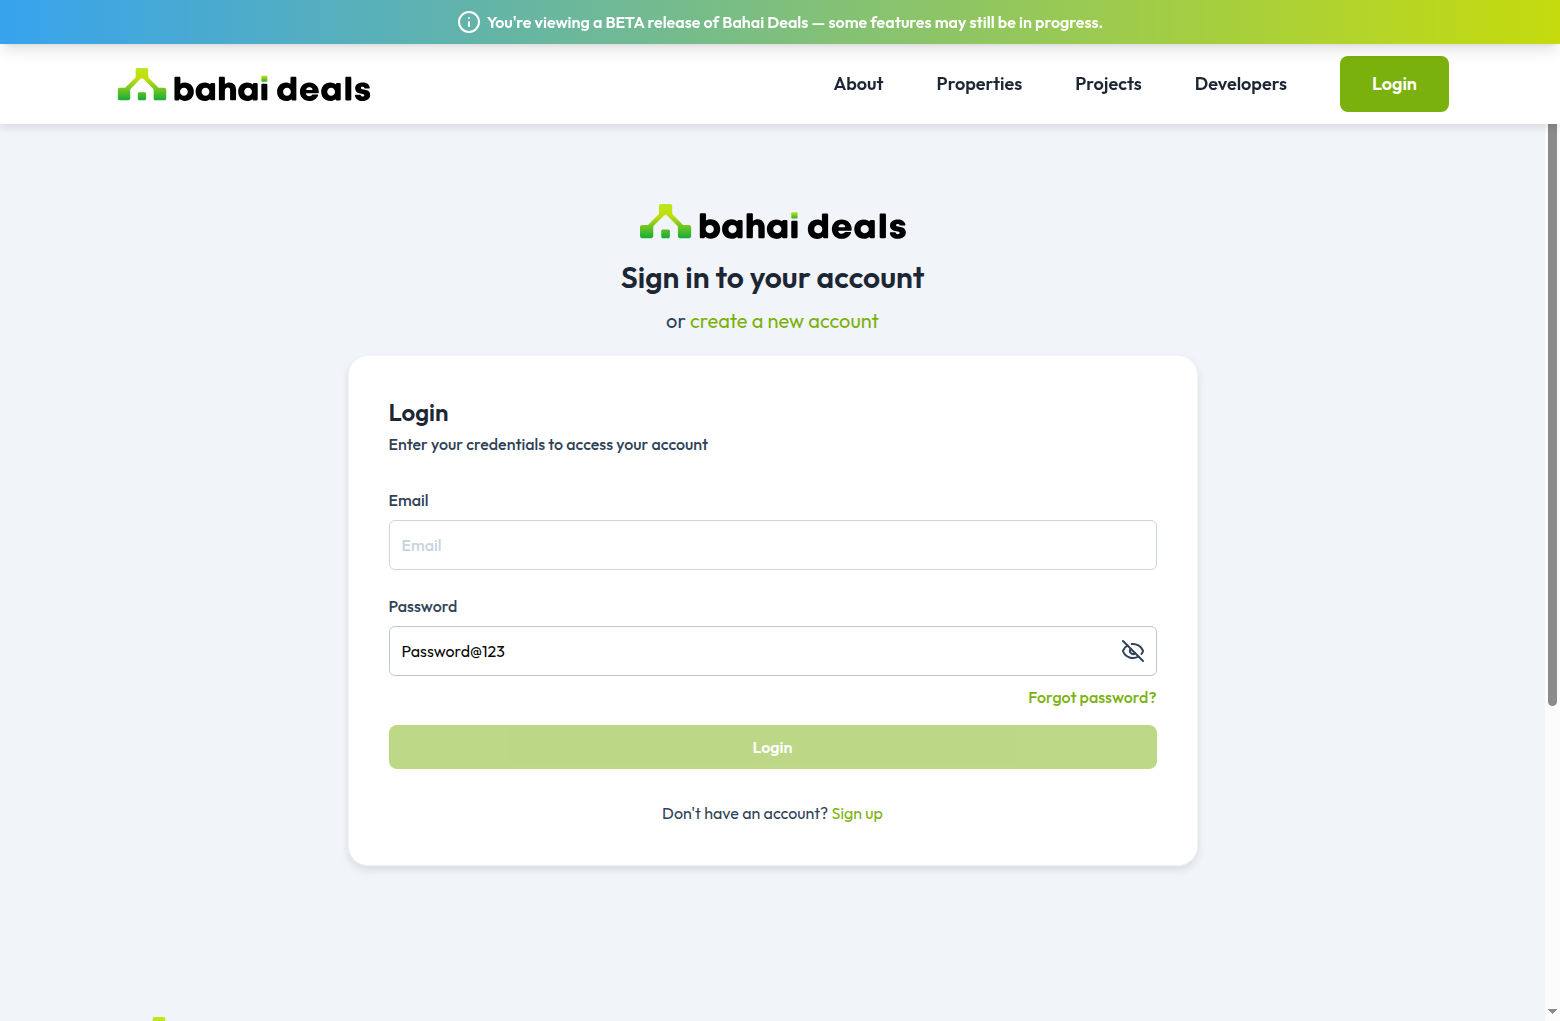 You're viewing a BETA release of Bahai Deals — some features may still be in progress.
bahai deals
About
Properties
Projects
Developers
Login
bahai deals
Sign in to your account
or create a new account
Login
Enter your credentials to access your account
Email
Email
Password
Password@123
Forgot password?
Login
Don't have an account? Sign up